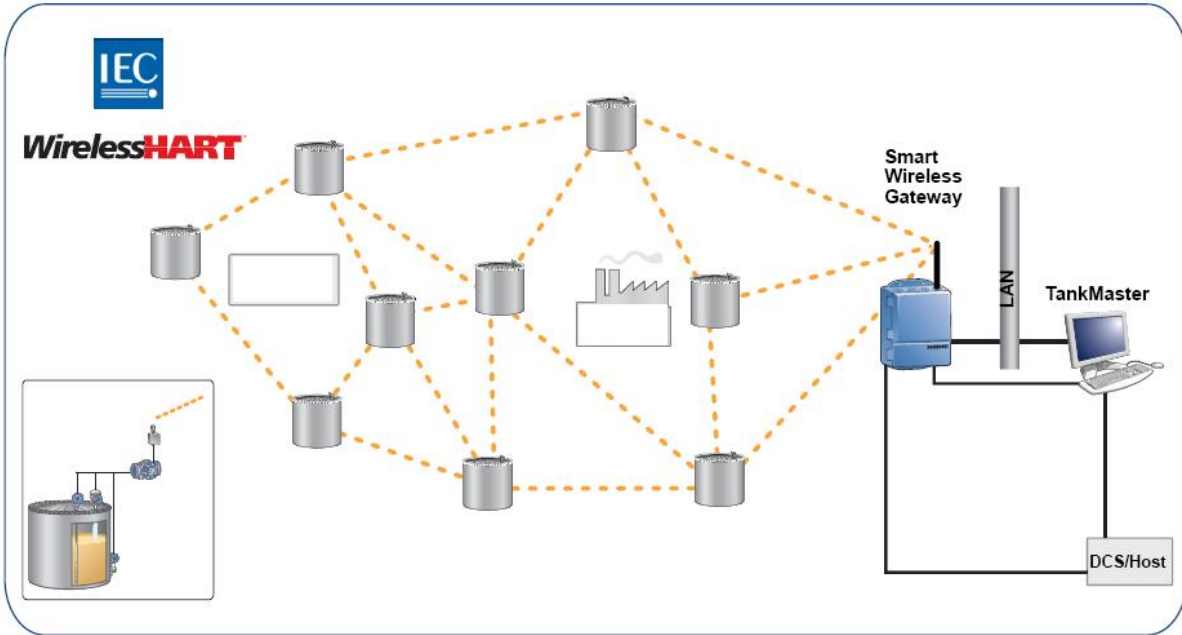 IEC
WirelessHART
Smart
Wireless
Gateway
LAN
TankMaster
DCS/Host